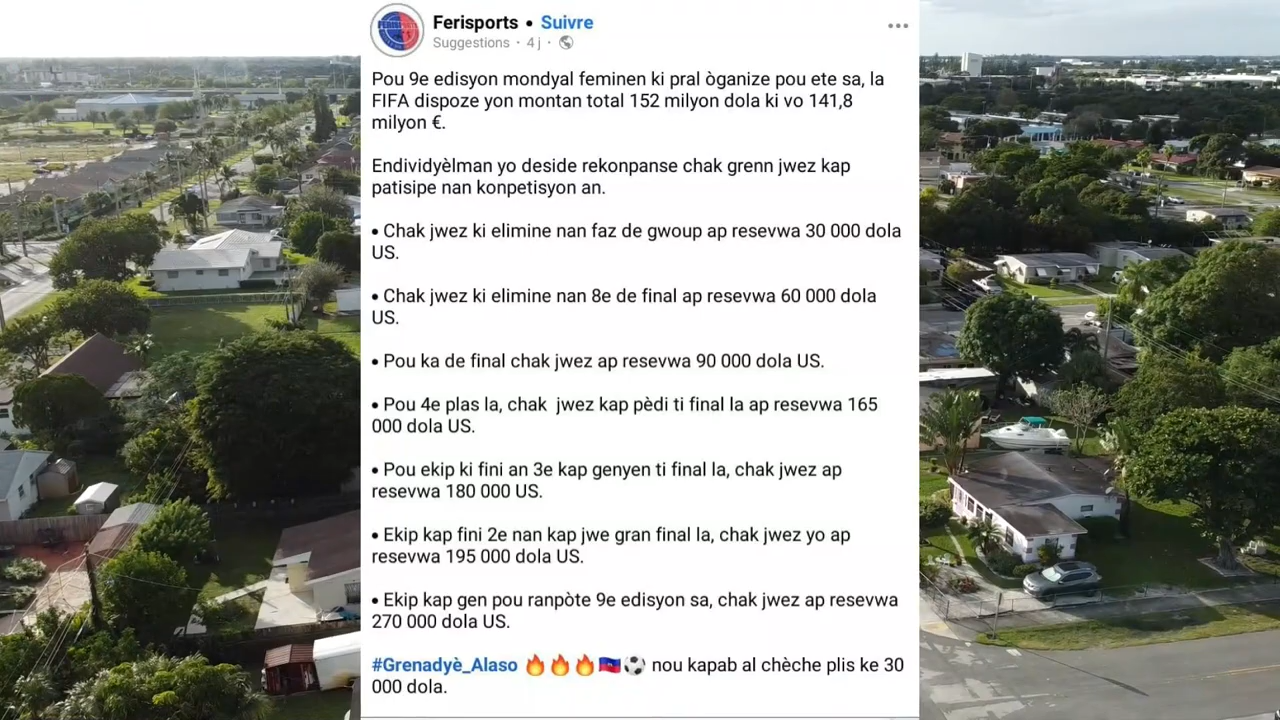 Ferisports • Suivre
Suggestions · 4 j ·
Pou 9e edisyon mondyal feminen ki pral òganize pou ete sa, la
FIFA dispoze yon montan total 152 milyon dola ki vo 141,8
milyon €.
Endividyèlman yo deside rekonpanse chak grenn jwez kap
patisipe nan konpetisyon an.
• Chak jwez ki elimine nan faz de gwoup ap resevwa 30 000 dola
US.
• Chak jwez ki elimine nan 8e de final ap resevwa 60 000 dola
US.
• Pou ka de final chak jwez ap resevwa 90 000 dola US.
• Pou 4e plas la, chak  jwez kap pèdi ti final la ap resevwa 165
000 dola US.
• Pou ekip ki fini an 3e kap genyen ti final la, chak jwez ap
resevwa 180 000 US.
• Ekip kap fini 2e nan kap jwe gran final la, chak jwez yo ap
resevwa 195 000 dola US.
• Ekip kap gen pou ranpòte 9e edisyon sa, chak jwez ap resevwa
270 000 dola US.
#Grenadyè_Alaso 🔥🔥🔥🇭🇹⚽ nou kapab al chèche plis ke 30
000 dola.